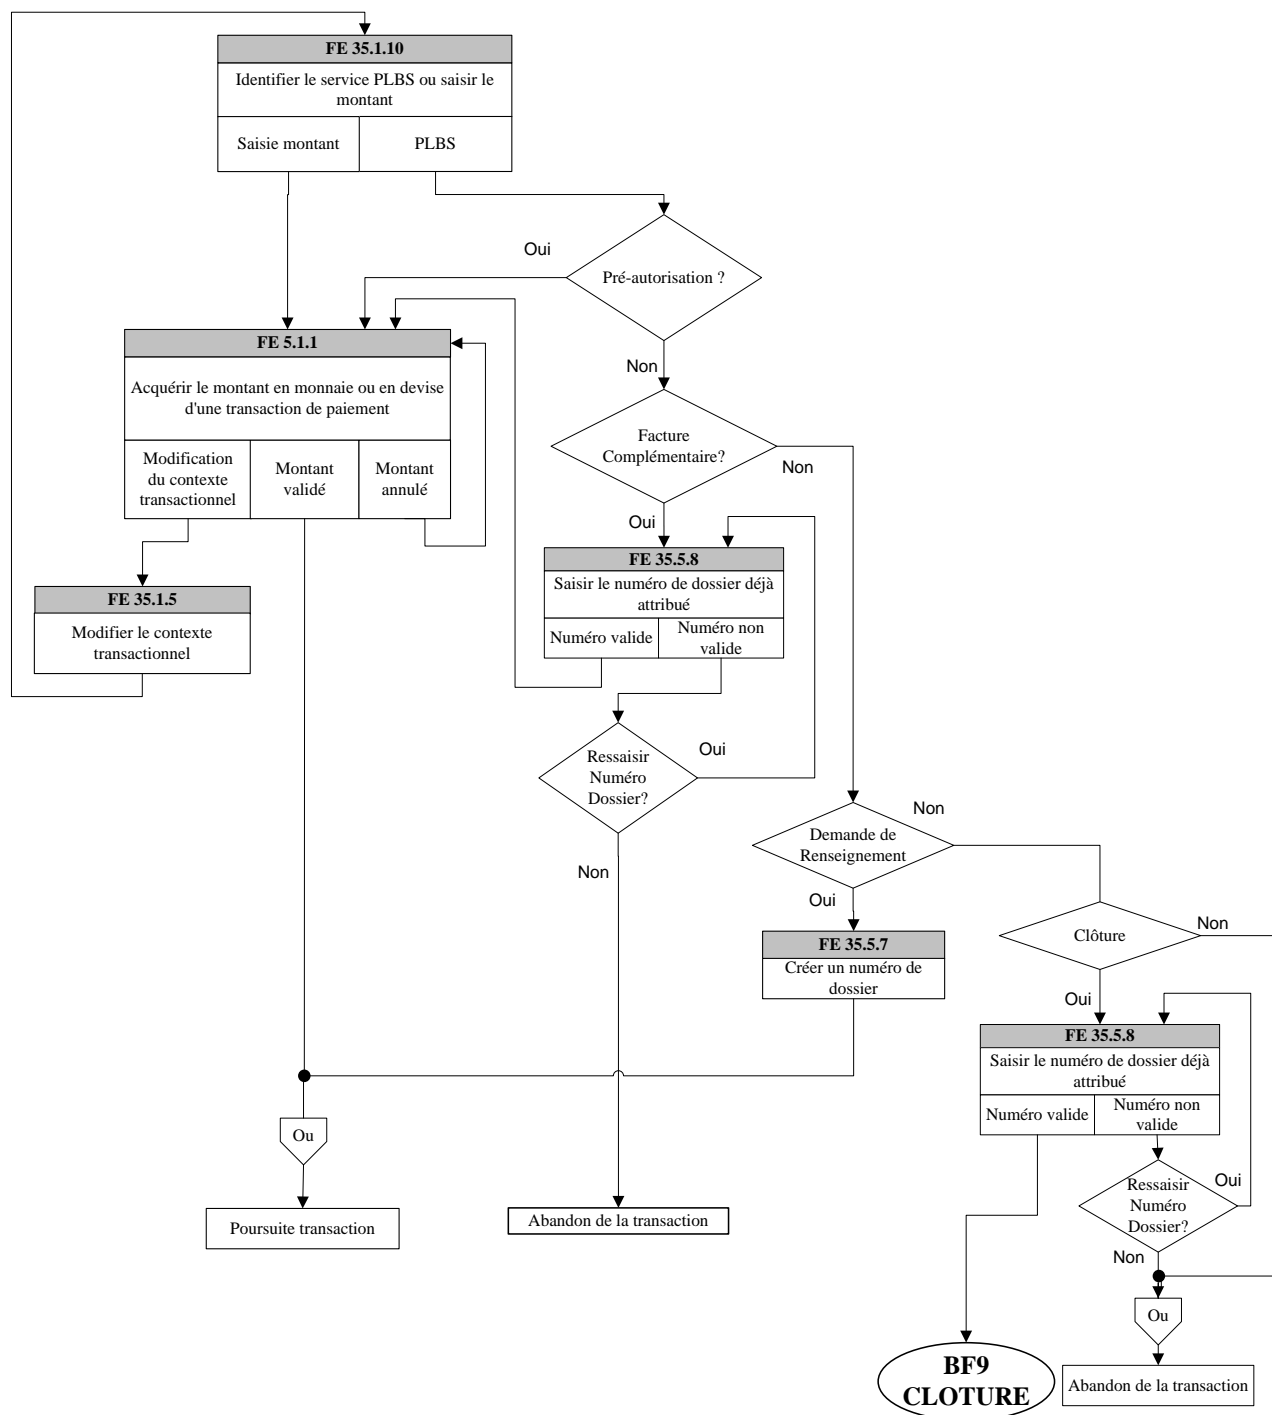 FE 35.1.10
Identifier le service PLBS ou saisir le
montant
Saisie montant
PLBS
Oui
Pré-autorisation ?
FE 5.1.1
Non
Acquérir le montant en monnaie ou en devise
d'une transaction de paiement
Modification
du contexte
transactionnel
Montant
validé
Montant
annulé
Facture
Complémentaire?
Non
Oui
FE 35.5.8
Saisir le numéro de dossier déjà
attribué
Numéro valide
Numéro non
valide
FE 35.1.5
Modifier le contexte
transactionnel
Ressaisir
Numéro
Dossier?
Oui
Non
Non
Demande de
Renseignement
Oui
FE 35.5.7
Créer un numéro de
dossier
Clôture
Non
Oui
FE 35.5.8
Saisir le numéro de dossier déjà
attribué
Numéro valide
Numéro non
valide
Ou
Ressaisir
Numéro
Dossier?
Oui
Poursuite transaction
Abandon de la transaction
Non
Ou
BF9
CLOTURE
Abandon de la transaction